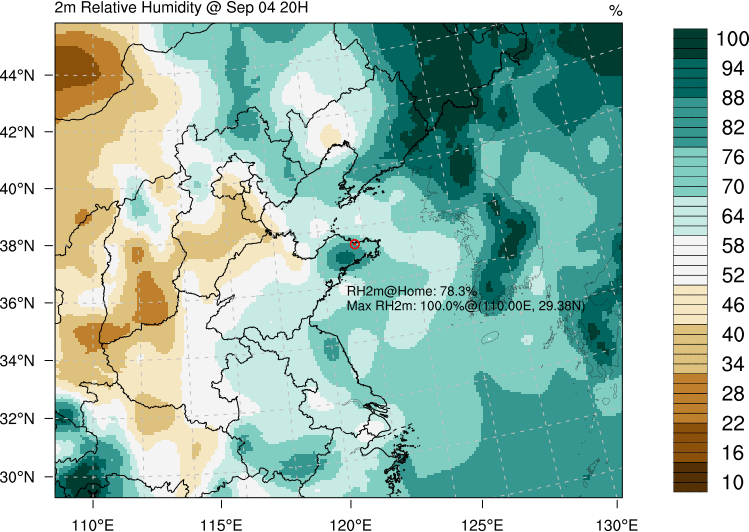 2m Relative Humidity @ Sep 04 20H
%
44°N
42°N
40°N
38°N
36°N
34°N
32°N
30°N
RH2m@Home: 78.3%
Max RH2m: 100.0%@(110.00E, 29.38N)
110°E
115°E
120°E
125°E
130°E
100
94
88
82
76
70
64
58
52
46
40
34
28
22
16
10